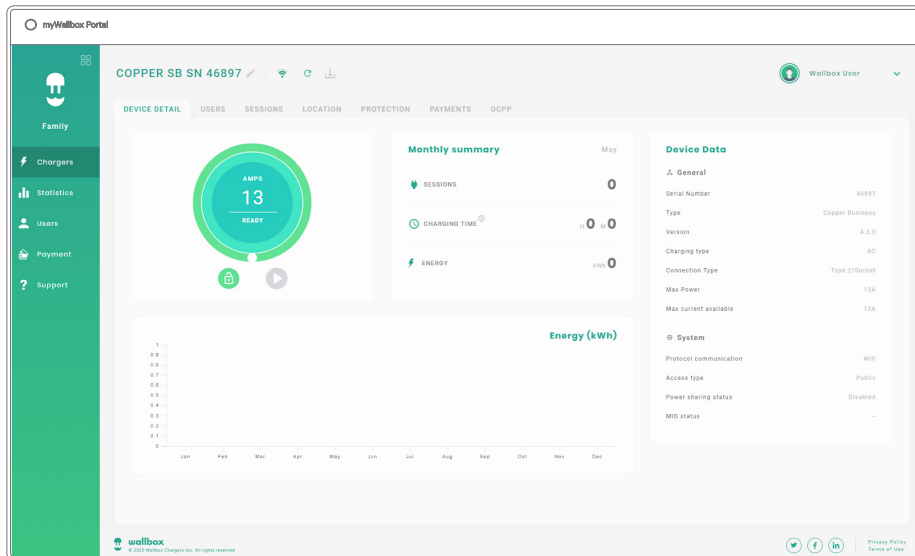 myWallbox Portal
COPPER SB SN 46897
Wallbox User
Family
Chargers
Statistics
Users
Payment
Support
DEVICE DETAIL USERS SESSIONS LOCATION PROTECTION PAYMENTS OCPP
AMPS
13
READY
Monthly summary May
SESSIONS 0
CHARGING TIME H 0 M 0
ENERGY kWh 0
Device Data
General
Serial Number 46897
Type Copper Business
Version 4.3.0
Charging type AC
Connection Type Type 2/Socket
Max Power 13A
Max current available 13A
System
Protocol communication Wifi
Access type Public
Power sharing status Disabled
MID status --
Energy (kWh)
1
0.9
0.8
0.7
0.6
0.5
0.4
0.3
0.2
0.1
0
Jan Feb Mar Apr May Jun Jul Aug Sep Oct Nov Dec
wallbox
© 2020 Wallbox Chargers Inc. All rights reserved
Privacy Policy
Terms of Use